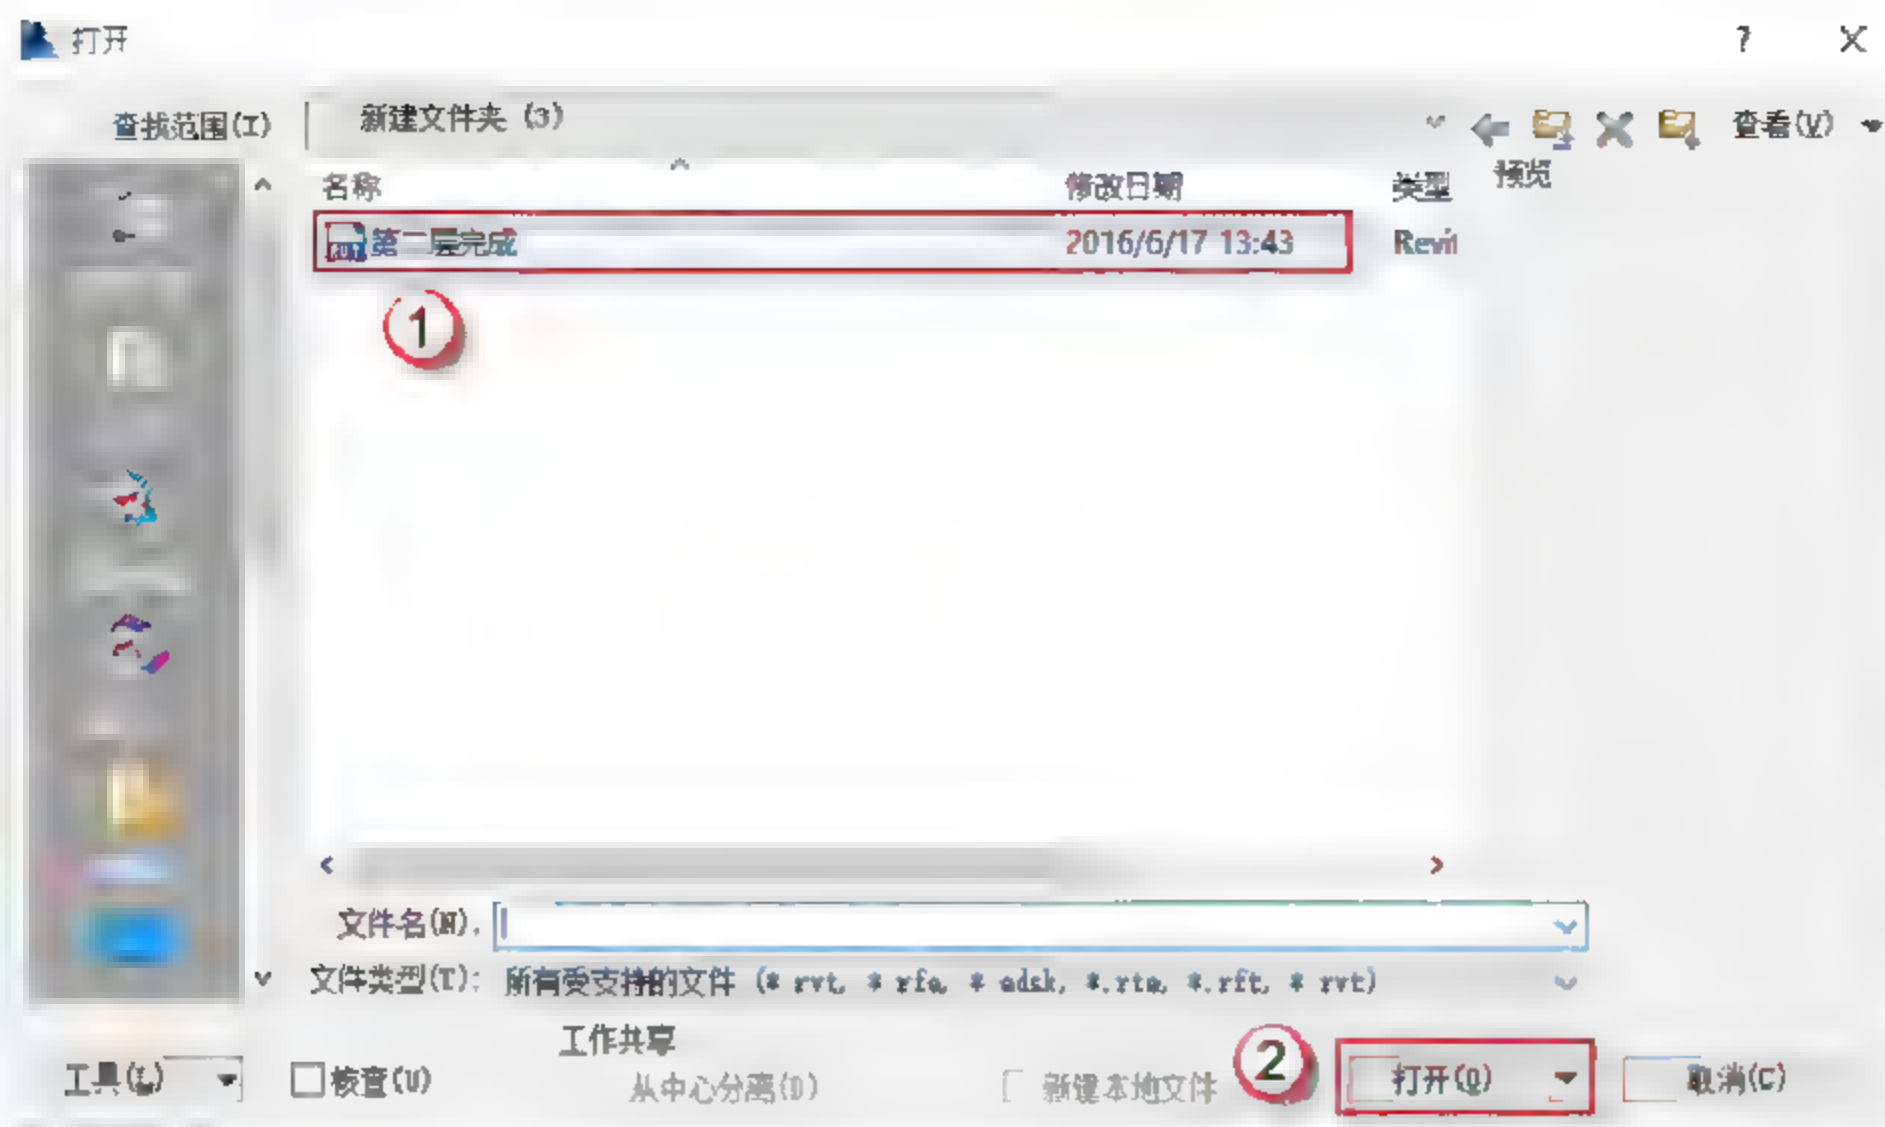 打开
?
查找范围(I)
新建文件夹 (3)
查看(V)
名称
修改日期
类型
预览
第二层完成
2016/6/17 13:43
Revit
1
文件名(N):
文件类型(T):
所有受支持的文件 (*.rvt, *.rfa, *.adsk, *.rte, *.rft, *.rvt)
工作共享
工具(L)
核查(U)
从中心分离(D)
新建本地文件
2
打开(O)
取消(C)